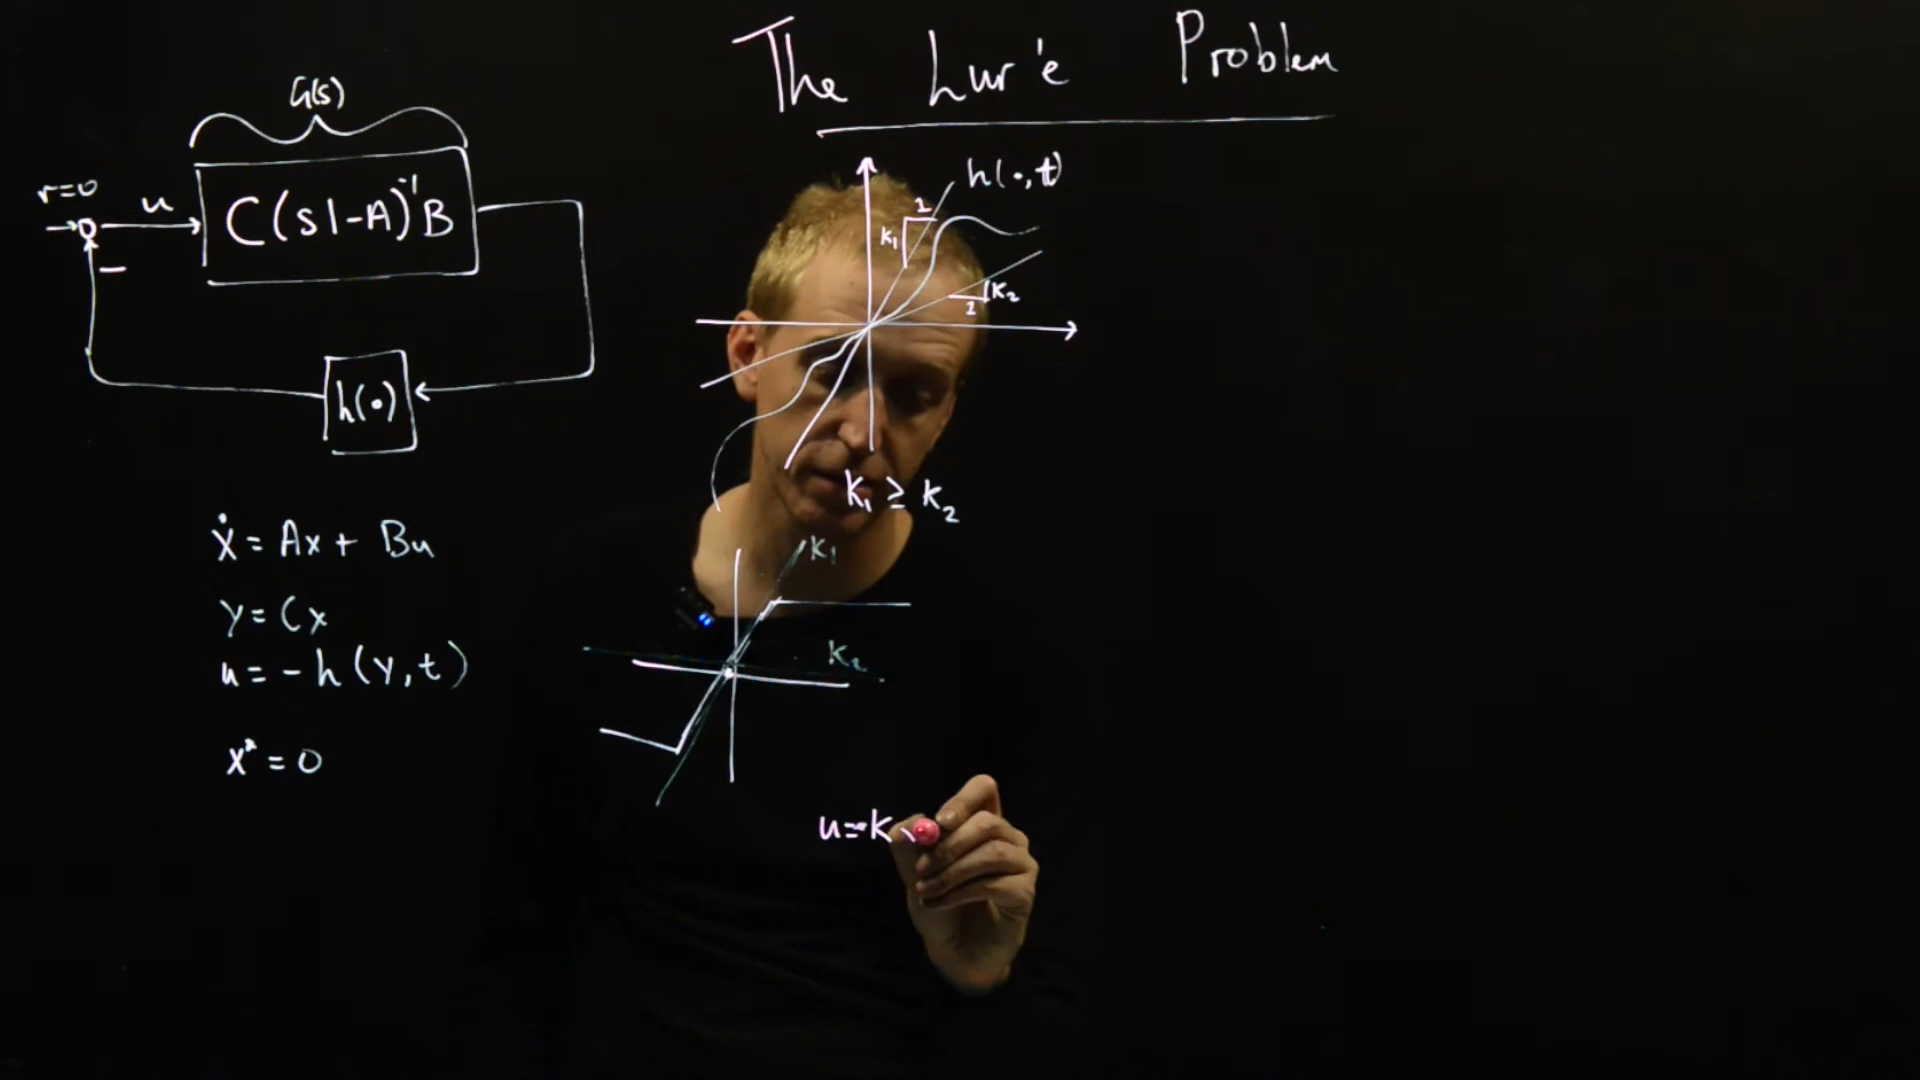 The Lur'e Problem
G(s)
r=0
u
C(sI-A)⁻¹B
−
h(·)
ẋ = Ax + Bu
y = Cx
u = -h(y,t)
x* = 0
h(·,t)
1
K₁
K₂
1
K₁ ≥ K₂
K₁
K₂
u=-K